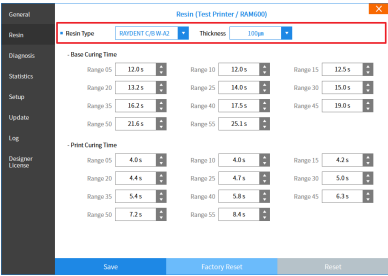 General
Resin
Diagnosis
Statistics
Setup
Update
Log
Designer
License
Resin (Test Printer / RAM600)
Resin Type RAYDENT C/B W-A2 Thickness 100μm
- Base Curing Time
Range 05 12.0 s Range 10 12.0 s Range 15 12.5 s
Range 20 13.2 s Range 25 14.0 s Range 30 15.0 s
Range 35 16.2 s Range 40 17.5 s Range 45 19.0 s
Range 50 21.6 s Range 55 25.1 s
- Print Curing Time
Range 05 4.0 s Range 10 4.0 s Range 15 4.2 s
Range 20 4.4 s Range 25 4.7 s Range 30 5.0 s
Range 35 5.4 s Range 40 5.8 s Range 45 6.3 s
Range 50 7.2 s Range 55 8.4 s
Save Factory Reset Reset